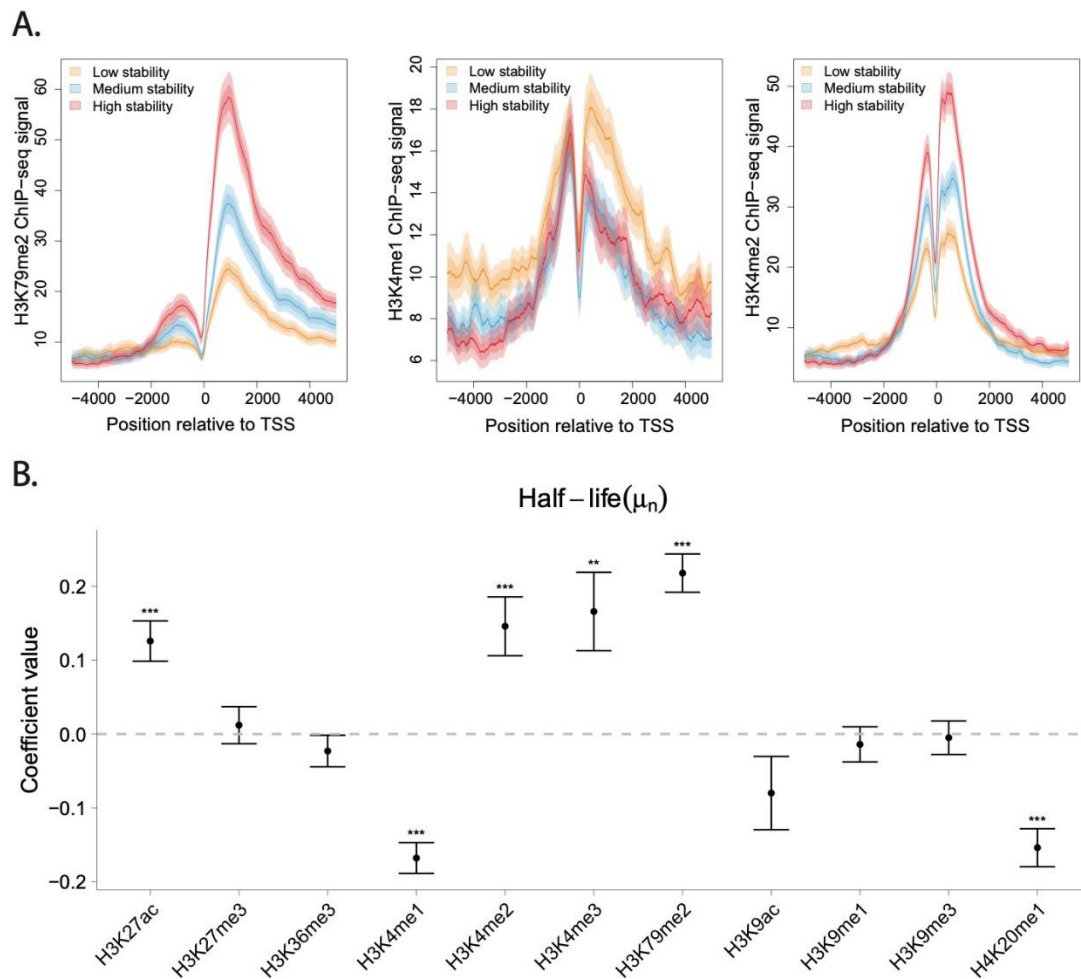 A.
Low stability
Medium stability
High stability
H3K79me2 ChIP-seq signal
60
50
40
30
20
10
−4000 −2000 0 2000 4000
Position relative to TSS
Low stability
Medium stability
High stability
H3K4me1 ChIP-seq signal
20
18
16
14
12
10
8
6
−4000 −2000 0 2000 4000
Position relative to TSS
Low stability
Medium stability
High stability
H3K4me2 ChIP-seq signal
50
40
30
20
10
−4000 −2000 0 2000 4000
Position relative to TSS
B.
Half−life(μn)
Coefficient value
0.2
0.1
0.0
−0.1
−0.2
*** *** *** ** *** ***
H3K27ac
H3K27me3
H3K36me3
H3K4me1
H3K4me2
H3K4me3
H3K79me2
H3K9ac
H3K9me1
H3K9me3
H4K20me1